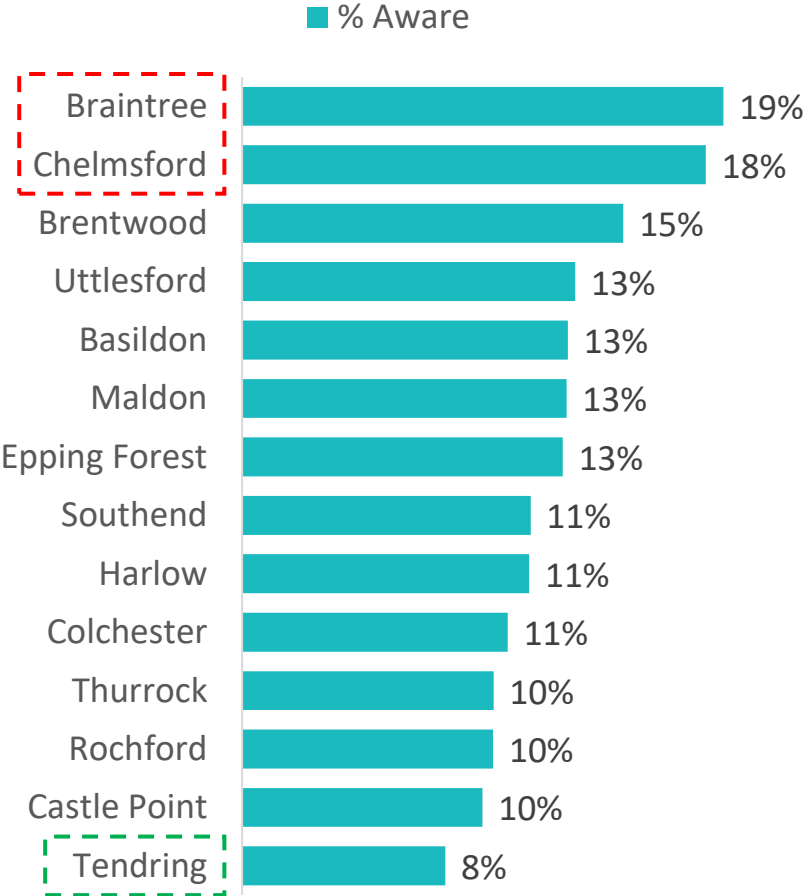 % Aware
Braintree 19%
Chelmsford 18%
Brentwood 15%
Uttlesford 13%
Basildon 13%
Maldon 13%
Epping Forest 13%
Southend 11%
Harlow 11%
Colchester 11%
Thurrock 10%
Rochford 10%
Castle Point 10%
Tendring 8%